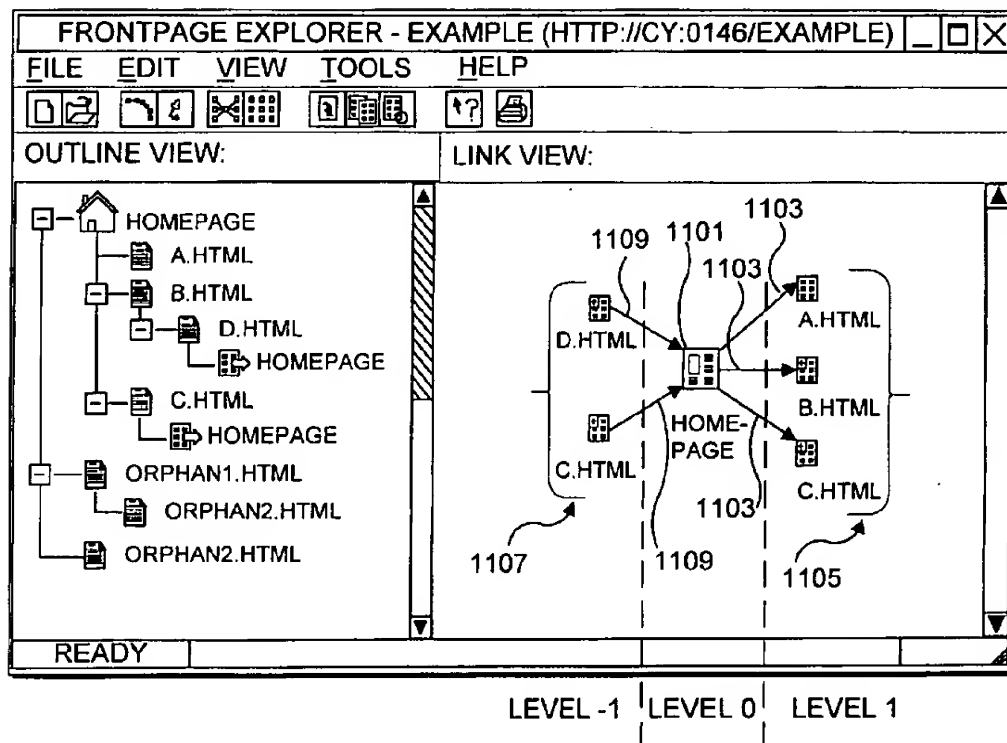 FRONTPAGE EXPLORER - EXAMPLE (HTTP://CY:0146/EXAMPLE)
FILE EDIT VIEW TOOLS HELP
OUTLINE VIEW:
HOMEPAGE
A.HTML
B.HTML
D.HTML
HOMEPAGE
C.HTML
HOMEPAGE
ORPHAN1.HTML
ORPHAN2.HTML
ORPHAN2.HTML
LINK VIEW:
1103
1109 1101
1103
D.HTML
A.HTML
HOME-
PAGE
B.HTML
C.HTML
C.HTML
1103
1107
1109
1105
READY
LEVEL -1 LEVEL 0 LEVEL 1